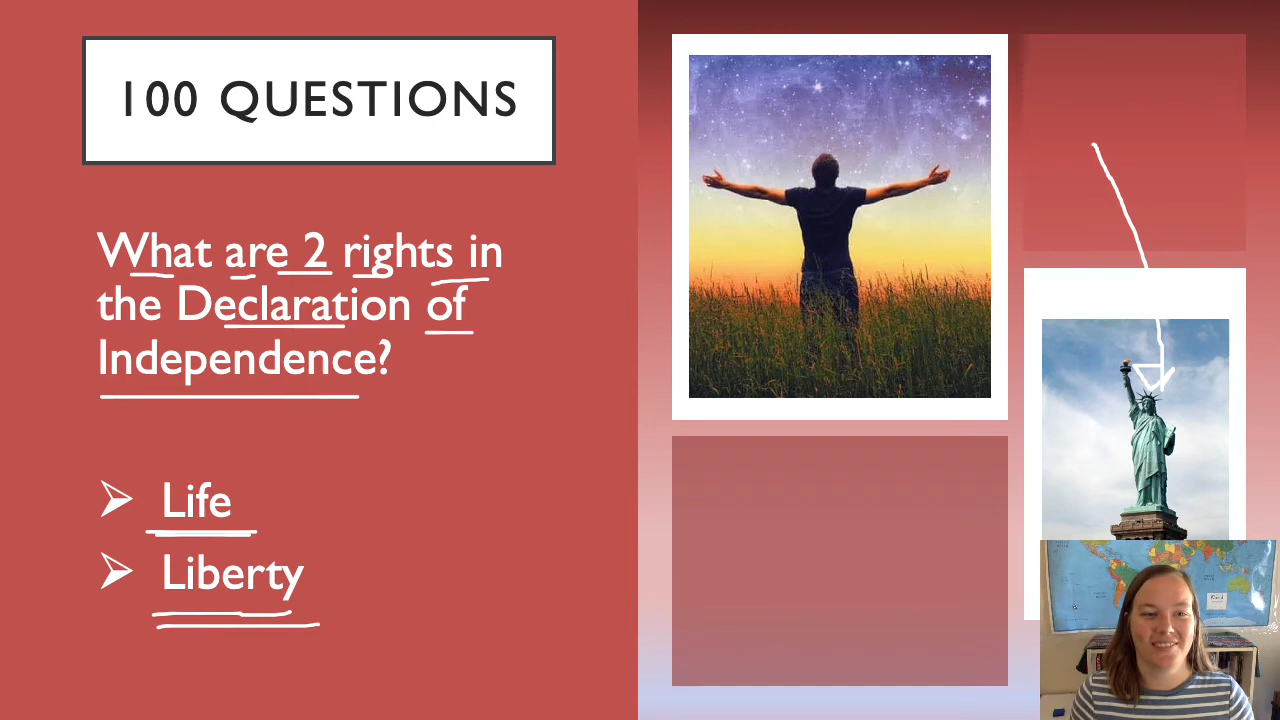 100 QUESTIONS
What are 2 rights in
the Declaration of
Independence?
➢ Life
➢ Liberty